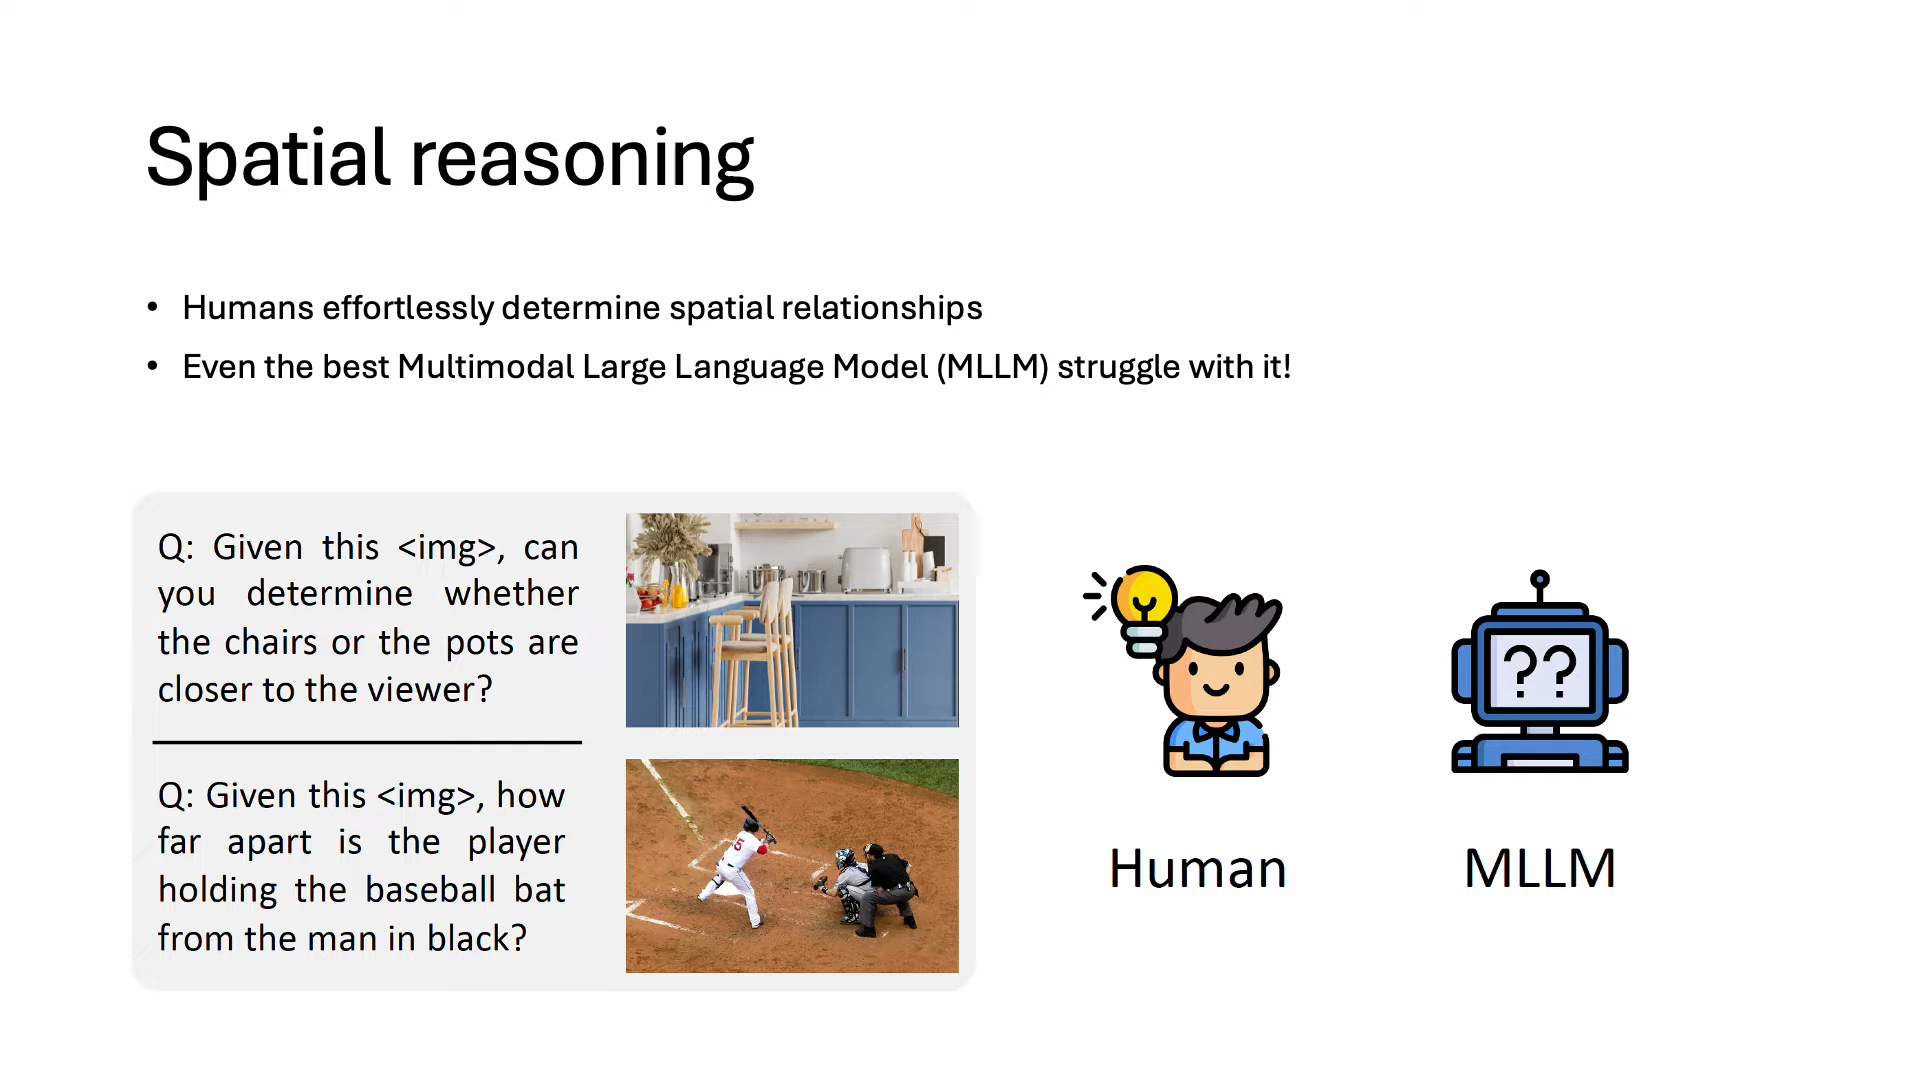 Spatial reasoning
• Humans effortlessly determine spatial relationships
• Even the best Multimodal Large Language Model (MLLM) struggle with it!
Q: Given this <img>, can
you determine whether
the chairs or the pots are
closer to the viewer?
Q: Given this <img>, how
far apart is the player
holding the baseball bat
from the man in black?
5
??
Human
MLLM